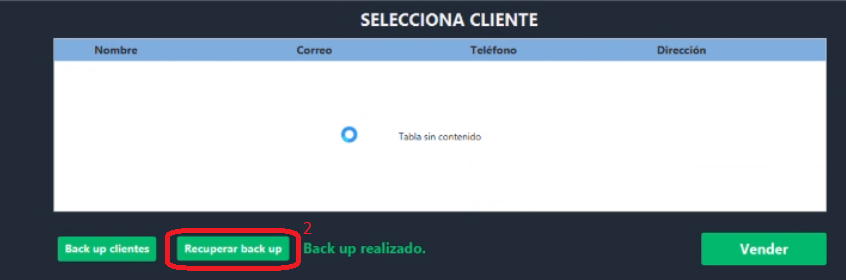 SELECCIONA CLIENTE
Nombre Correo Teléfono Dirección
Tabla sin contenido
2
Back up clientes Recuperar back up Back up realizado. Vender